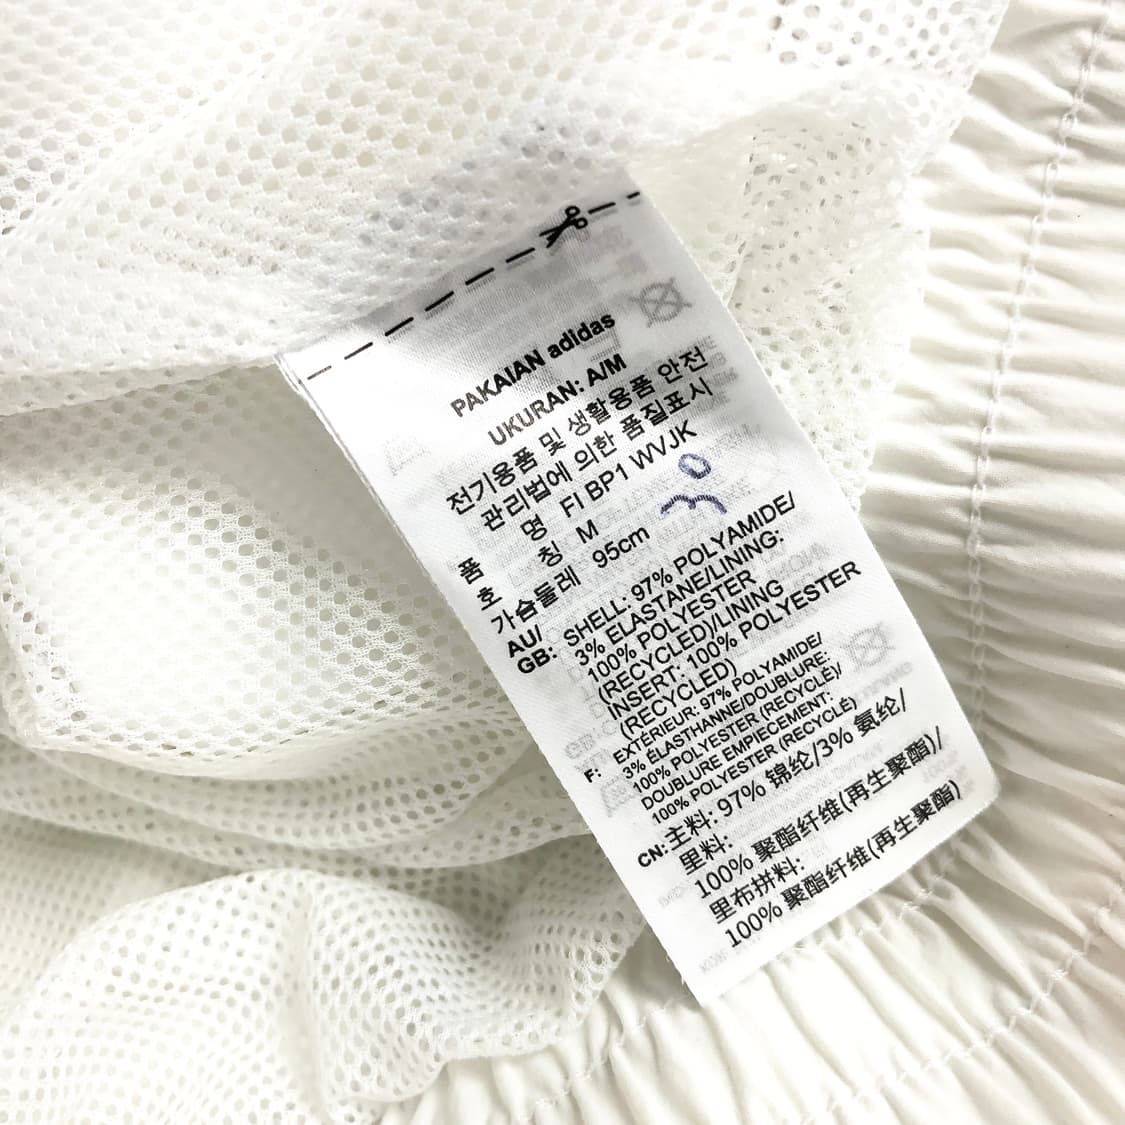 PAKAIAN adidas
UKURAN: A/M
전기용품 및 생활용품 안전
관리법에 의한 품질표시
품 명 FI BP1 WVJK
호 칭 M
가슴둘레 95cm
AU/
GB: SHELL: 97% POLYAMIDE/
3% ELASTANE/LINING:
100% POLYESTER
(RECYCLED)/LINING
INSERT: 100% POLYESTER
(RECYCLED)
F: EXTÉRIEUR: 97% POLYAMIDE/
3% ÉLASTHANNE/DOUBLURE:
100% POLYESTER (RECYCLÉ)/
DOUBLURE EMPIECEMENT:
100% POLYESTER (RECYCLÉ)
CN: 主料: 97% 锦纶/3% 氨纶/
里料:
100% 聚酯纤维(再生聚酯)/
里布拼料:
100% 聚酯纤维(再生聚酯)